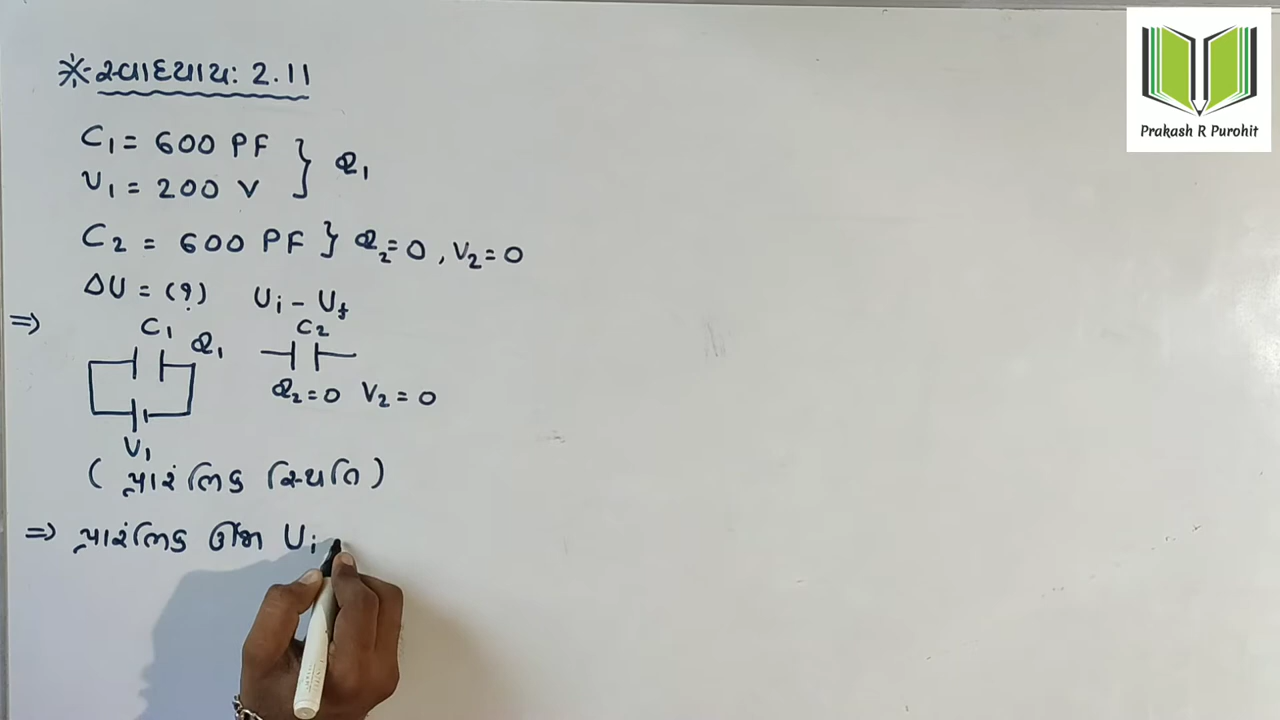 ※ સ્વાધ્યાય: 2.11
C₁ = 600 PF } Q₁
V₁ = 200 V
C₂ = 600 PF } Q₂ = 0 , V₂ = 0
ΔU = (?) Uᵢ - U_f
⇒
C₁ Q₁ C₂
Q₂ = 0 V₂ = 0
V₁
( પ્રારંભિક સ્થિતિ )
⇒ પ્રારંભિક ઊર્જા Uᵢ
Prakash R Purohit